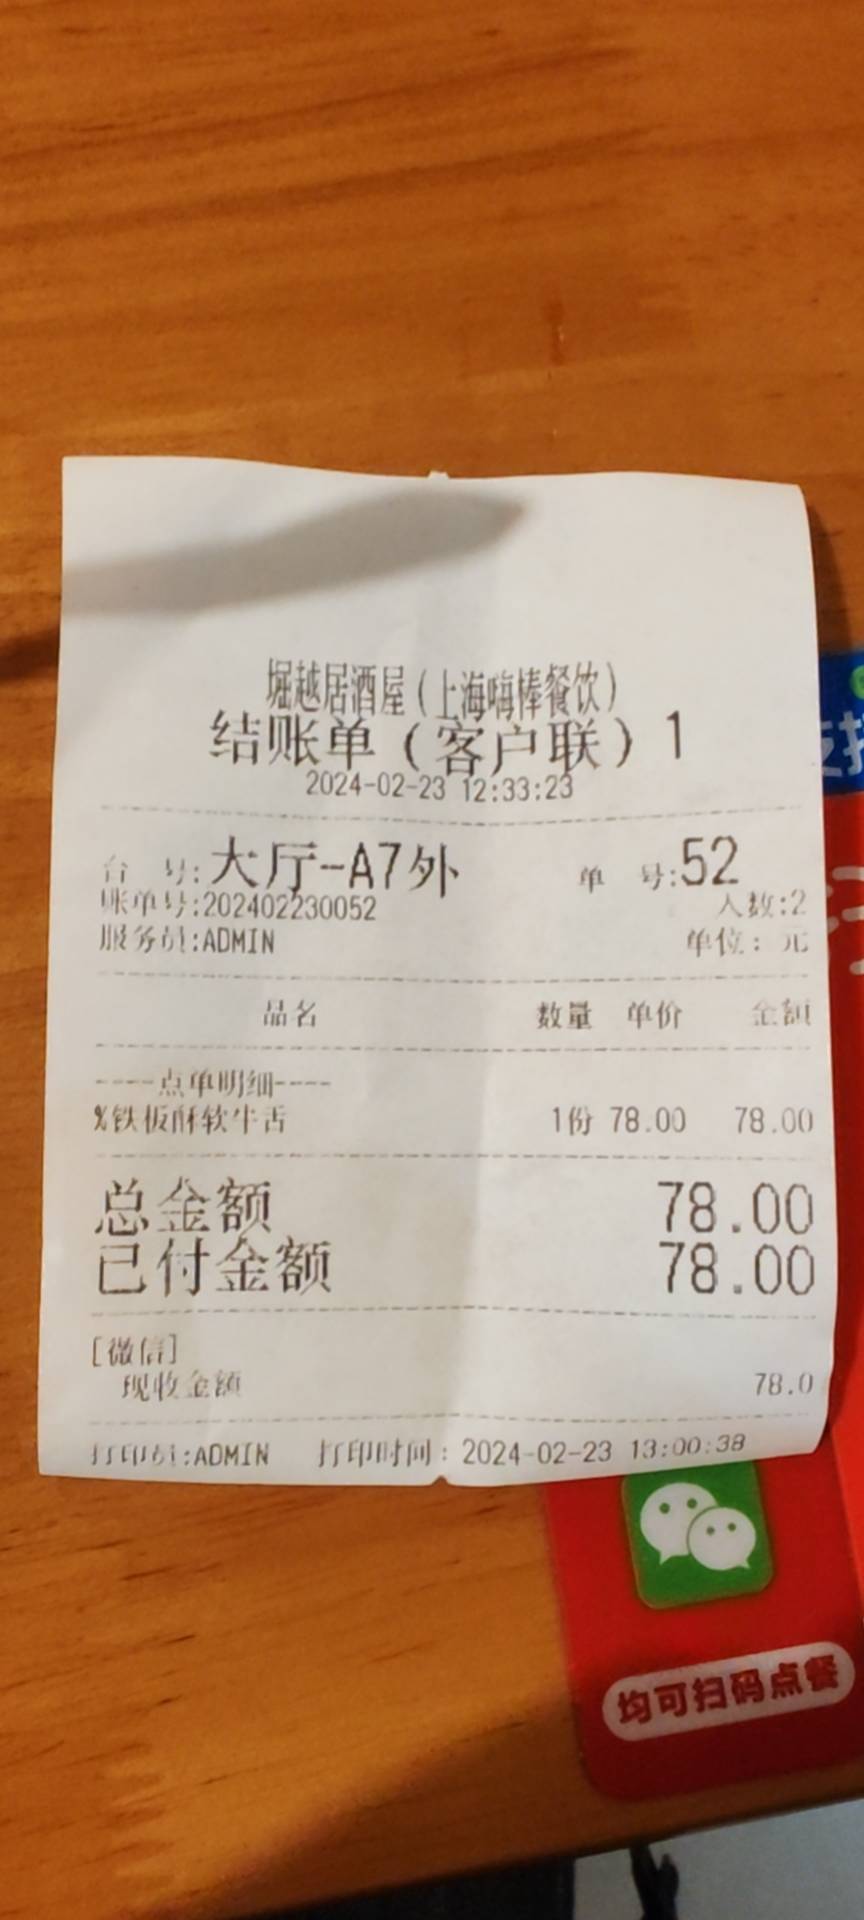 堀越居酒屋（上海嗨棒餐饮）
结账单（客户联）1
2024-02-23 12:33:23
台 号:大厅-A7外 单 号:52
账单号:202402230052 人数:2
服务员:ADMIN 单位：元
品名 数量 单价 金额
----点单明细----
%铁板酥软牛舌 1份 78.00 78.00
总金额 78.00
已付金额 78.00
[微信]
现收金额 78.0
打印员:ADMIN 打印时间：2024-02-23 13:00:38
支
均可扫码点餐